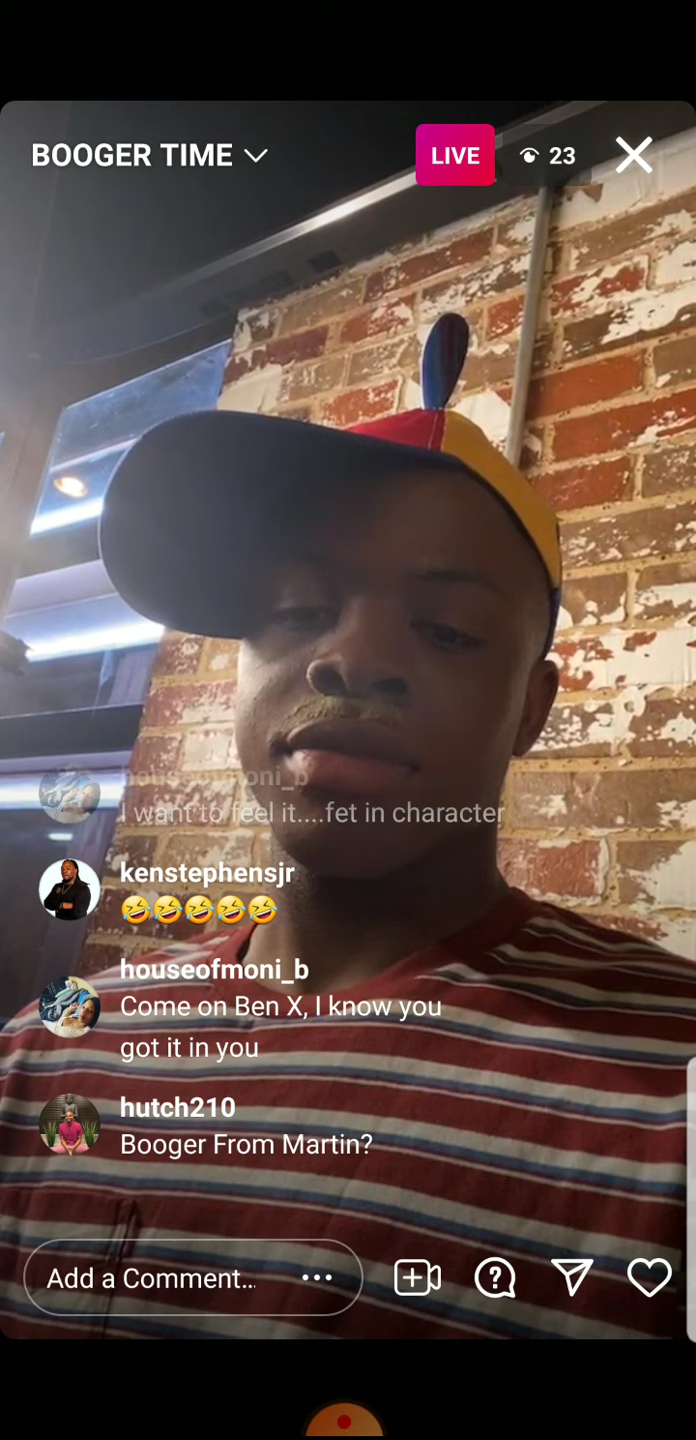 BOOGER TIME
LIVE
23
houseofmoni_b
I want to feel it....fet in character
kenstephensjr
🤣🤣🤣🤣🤣
houseofmoni_b
Come on Ben X, I know you
got it in you
hutch210
Booger From Martin?
Add a Comment...